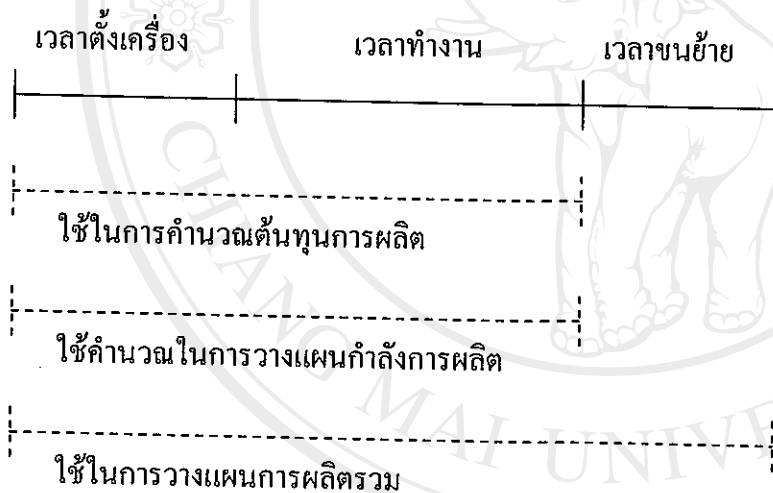 เวลาตั้งเครื่อง เวลาทำงาน เวลาขนย้าย
ใช้ในการคำนวณต้นทุนการผลิต
ใช้คำนวณในการวางแผนกำลังการผลิต
ใช้ในการวางแผนการผลิตรวม
CHANG MAI UNIVE